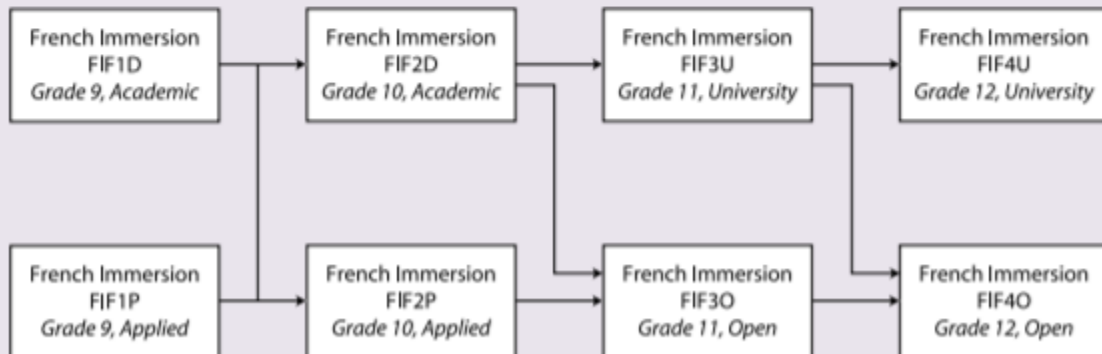 French Immersion
FIF1D
Grade 9, Academic
French Immersion
FIF2D
Grade 10, Academic
French Immersion
FIF3U
Grade 11, University
French Immersion
FIF4U
Grade 12, University
French Immersion
FIF1P
Grade 9, Applied
French Immersion
FIF2P
Grade 10, Applied
French Immersion
FIF3O
Grade 11, Open
French Immersion
FIF4O
Grade 12, Open